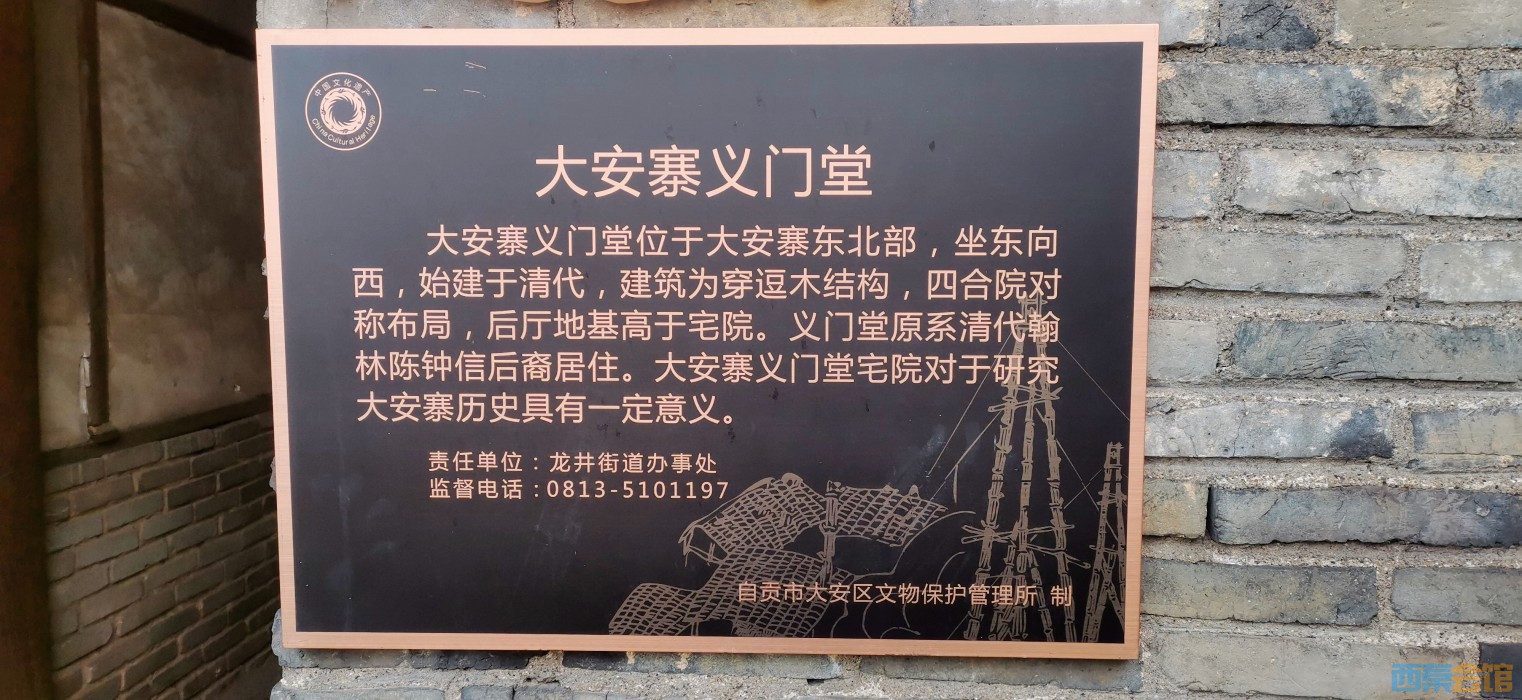 中国文化遗产
China Cultural Heritage
大安寨义门堂
大安寨义门堂位于大安寨东北部，坐东向
西，始建于清代，建筑为穿逗木结构，四合院对
称布局，后厅地基高于宅院。义门堂原系清代翰
林陈钟信后裔居住。大安寨义门堂宅院对于研究
大安寨历史具有一定意义。
责任单位：龙井街道办事处
监督电话：0813-5101197
自贡市大安区文物保护管理所 制
西秦会馆